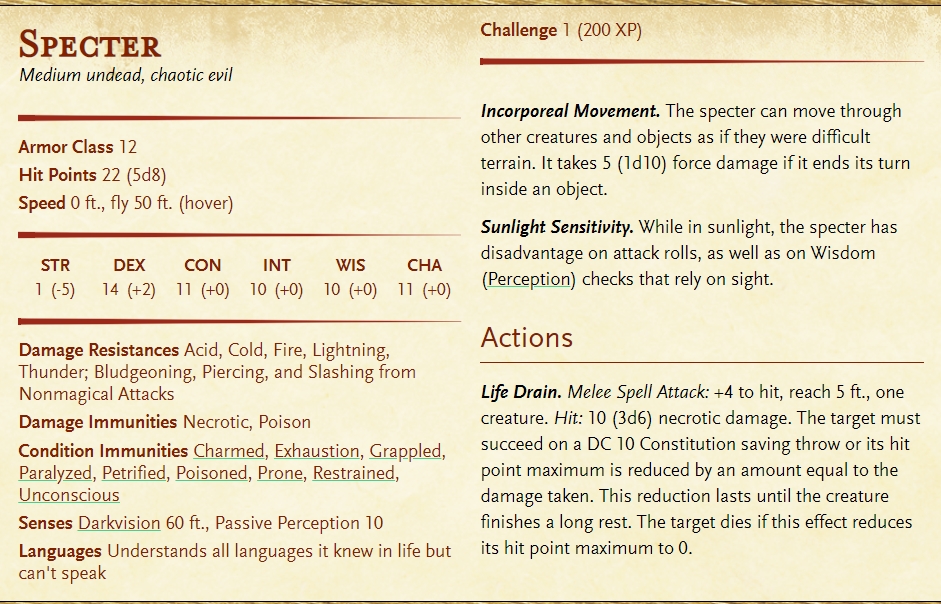 SPECTER
Medium undead, chaotic evil
Armor Class 12
Hit Points 22 (5d8)
Speed 0 ft., fly 50 ft. (hover)
STR DEX CON INT WIS CHA
1 (-5) 14 (+2) 11 (+0) 10 (+0) 10 (+0) 11 (+0)
Damage Resistances Acid, Cold, Fire, Lightning,
Thunder; Bludgeoning, Piercing, and Slashing from
Nonmagical Attacks
Damage Immunities Necrotic, Poison
Condition Immunities Charmed, Exhaustion, Grappled,
Paralyzed, Petrified, Poisoned, Prone, Restrained,
Unconscious
Senses Darkvision 60 ft., Passive Perception 10
Languages Understands all languages it knew in life but
can't speak
Challenge 1 (200 XP)
Incorporeal Movement. The specter can move through
other creatures and objects as if they were difficult
terrain. It takes 5 (1d10) force damage if it ends its turn
inside an object.
Sunlight Sensitivity. While in sunlight, the specter has
disadvantage on attack rolls, as well as on Wisdom
(Perception) checks that rely on sight.
Actions
Life Drain. Melee Spell Attack: +4 to hit, reach 5 ft., one
creature. Hit: 10 (3d6) necrotic damage. The target must
succeed on a DC 10 Constitution saving throw or its hit
point maximum is reduced by an amount equal to the
damage taken. This reduction lasts until the creature
finishes a long rest. The target dies if this effect reduces
its hit point maximum to 0.